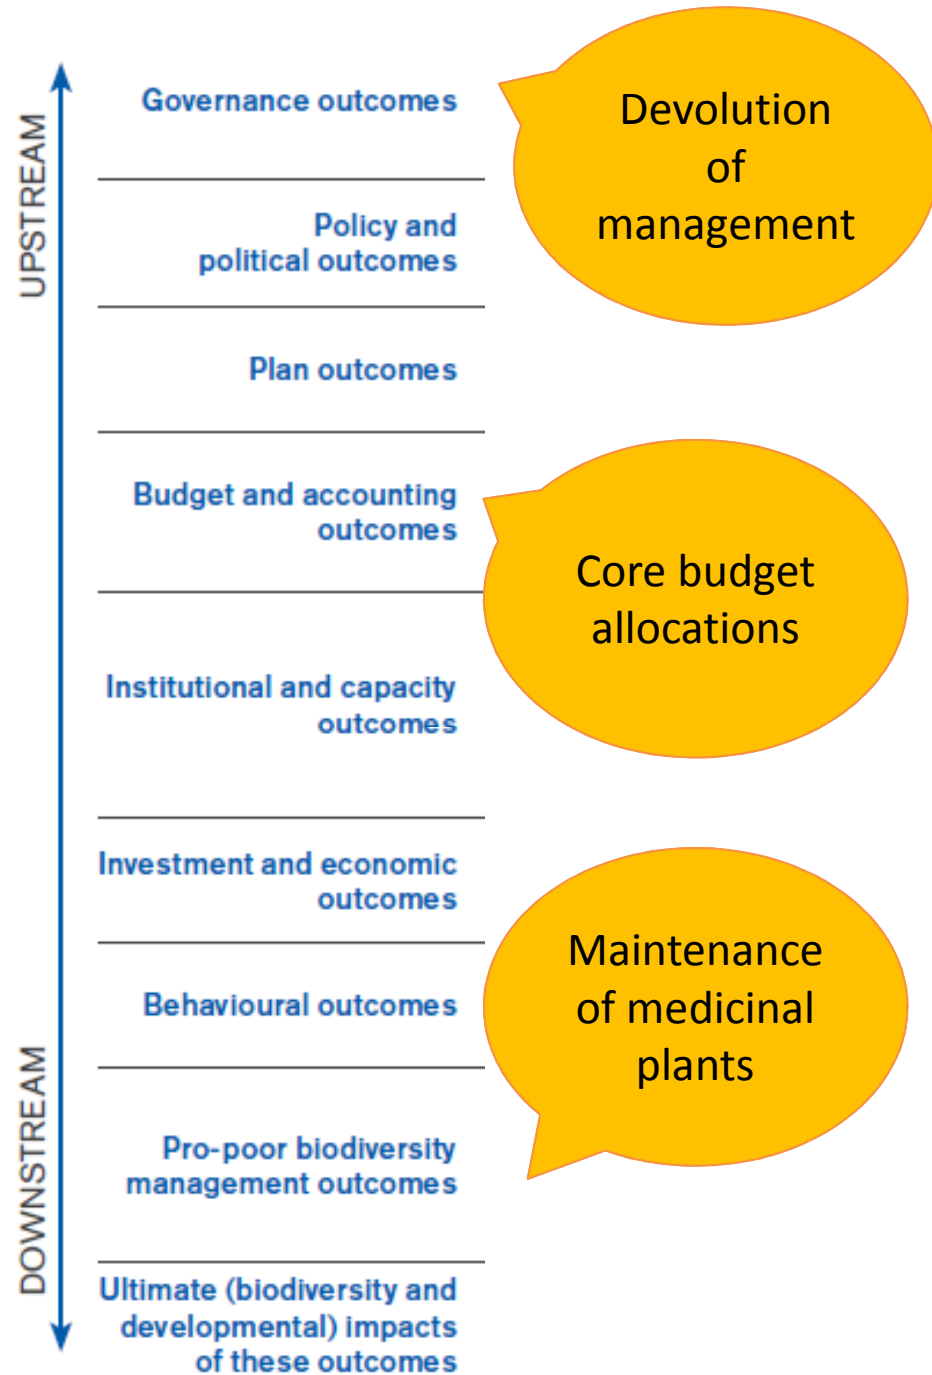 UPSTREAM
Governance outcomes
Devolution
of
management
Policy and
political outcomes
Plan outcomes
Budget and accounting
outcomes
Core budget
allocations
Institutional and capacity
outcomes
Investment and economic
outcomes
Maintenance
of medicinal
plants
Behavioural outcomes
DOWNSTREAM
Pro-poor biodiversity
management outcomes
Ultimate (biodiversity and
developmental) impacts
of these outcomes